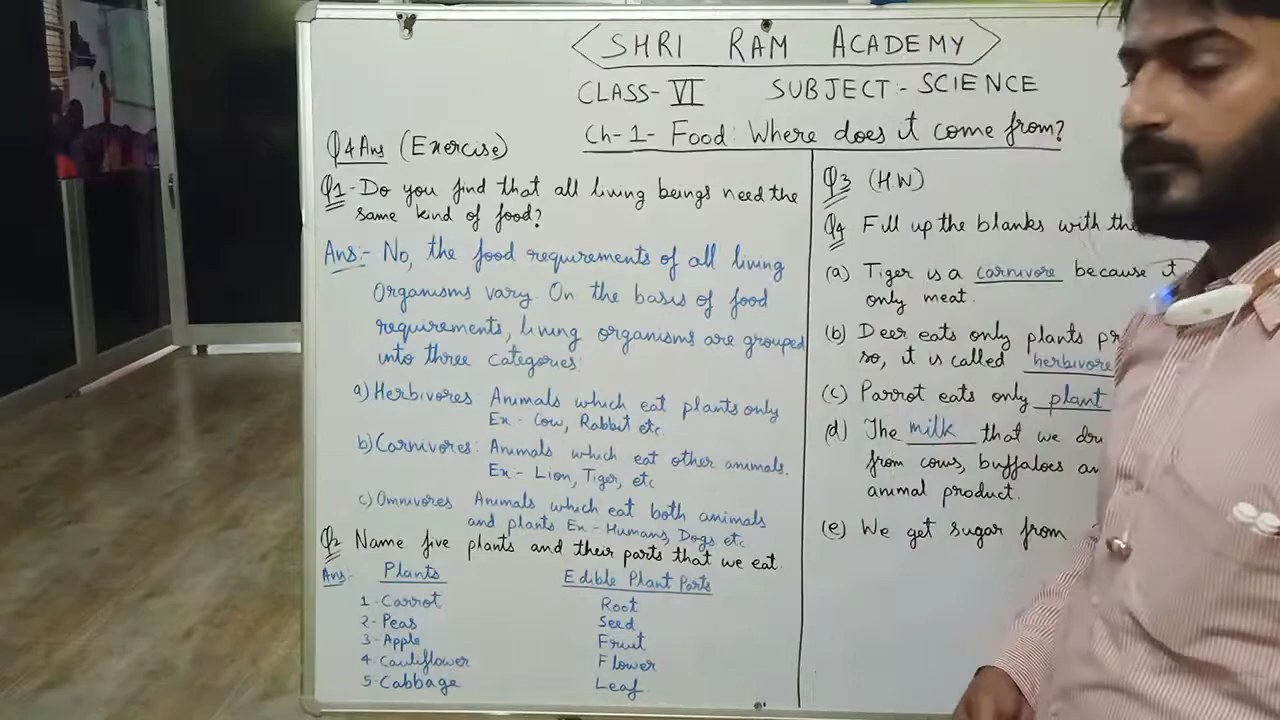 SHRI RAM ACADEMY
CLASS-VI SUBJECT:- SCIENCE
Ch-1- Food: Where does it come from?
Q4 Ans (Exercise)
Q1- Do you find that all living beings need the
same kind of food?
Ans:- No, the food requirements of all living
Organisms vary. On the basis of food
requirements, living organisms are grouped
into three categories:
a) Herbivores Animals which eat plants only
Ex- Cow, Rabbit etc.
b) Carnivores: Animals which eat other animals.
Ex- Lion, Tiger, etc
c) Omnivores Animals which eat both animals
and plants Ex- Humans, Dogs etc
Q2 Name five plants and their parts that we eat.
Ans: Plants Edible Plant Parts
1- Carrot Root
2- Peas Seed
3- Apple Fruit
4- Cauliflower Flower
5- Cabbage Leaf
Q3 (H.W)
Q4 Fill up the blanks with the
(a) Tiger is a carnivore because it
only meat.
(b) Deer eats only plants pr
so, it is called herbivore
(c) Parrot eats only plant
(d) The milk that we
from cows, buffaloes
animal product.
(e) We get sugar from